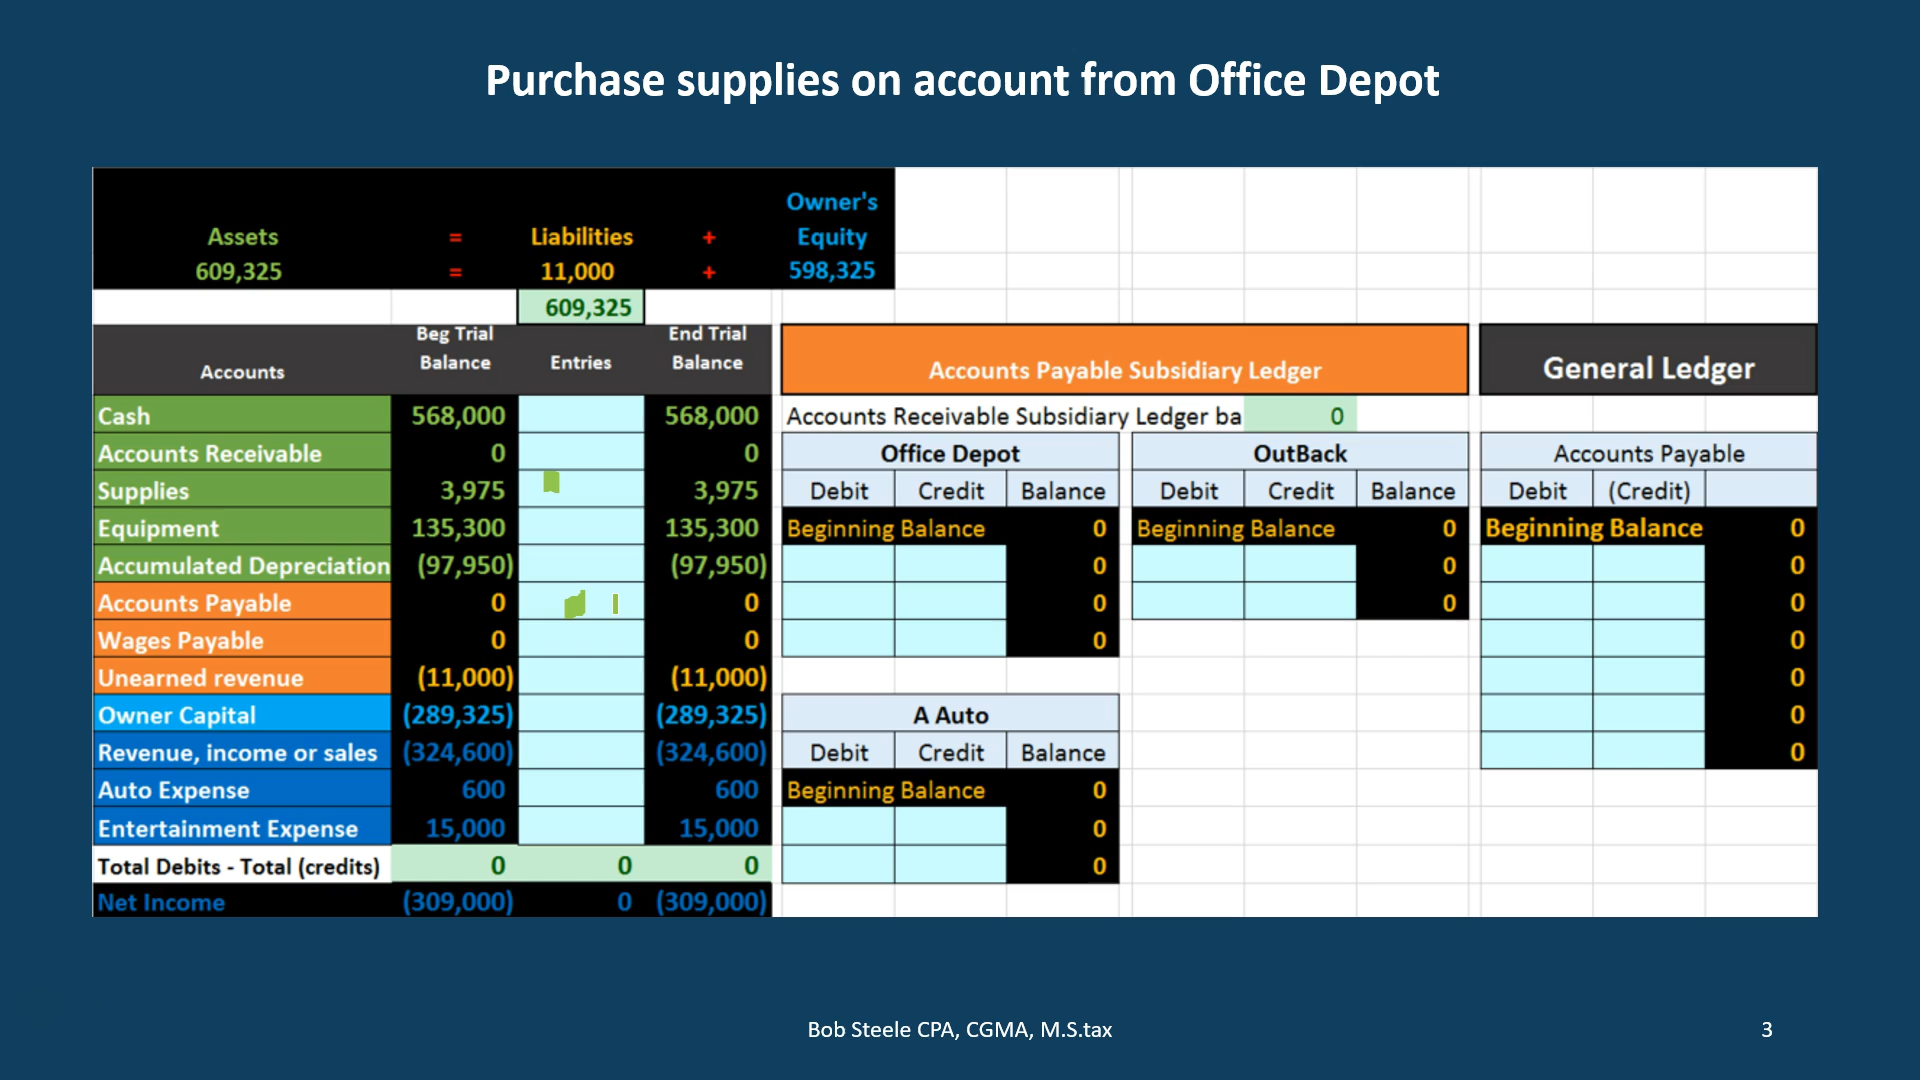 Purchase supplies on account from Office Depot
Owner's
Assets = Liabilities + Equity
609,325 = 11,000 + 598,325
609,325
Accounts Beg Trial Balance Entries End Trial Balance
Cash 568,000 568,000
Accounts Receivable 0 0
Supplies 3,975 3,975
Equipment 135,300 135,300
Accumulated Depreciation (97,950) (97,950)
Accounts Payable 0 0
Wages Payable 0 0
Unearned revenue (11,000) (11,000)
Owner Capital (289,325) (289,325)
Revenue, income or sales (324,600) (324,600)
Auto Expense 600 600
Entertainment Expense 15,000 15,000
Total Debits - Total (credits) 0 0 0
Net Income (309,000) 0 (309,000)
Accounts Payable Subsidiary Ledger
Accounts Receivable Subsidiary Ledger ba 0
Office Depot
Debit Credit Balance
Beginning Balance 0
0
0
0
A Auto
Debit Credit Balance
Beginning Balance 0
0
0
OutBack
Debit Credit Balance
Beginning Balance 0
0
0
General Ledger
Accounts Payable
Debit (Credit)
Beginning Balance 0
0
0
0
0
0
0
Bob Steele CPA, CGMA, M.S.tax
3